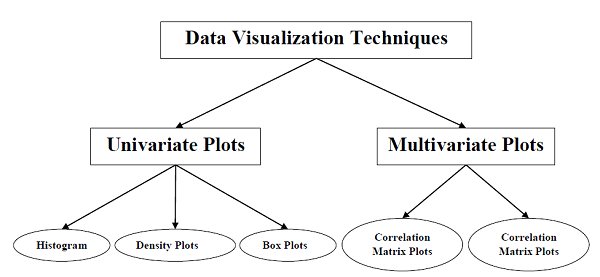 Data Visualization Techniques
Univariate Plots
Multivariate Plots
Histogram
Density Plots
Box Plots
Correlation
Matrix Plots
Correlation
Matrix Plots